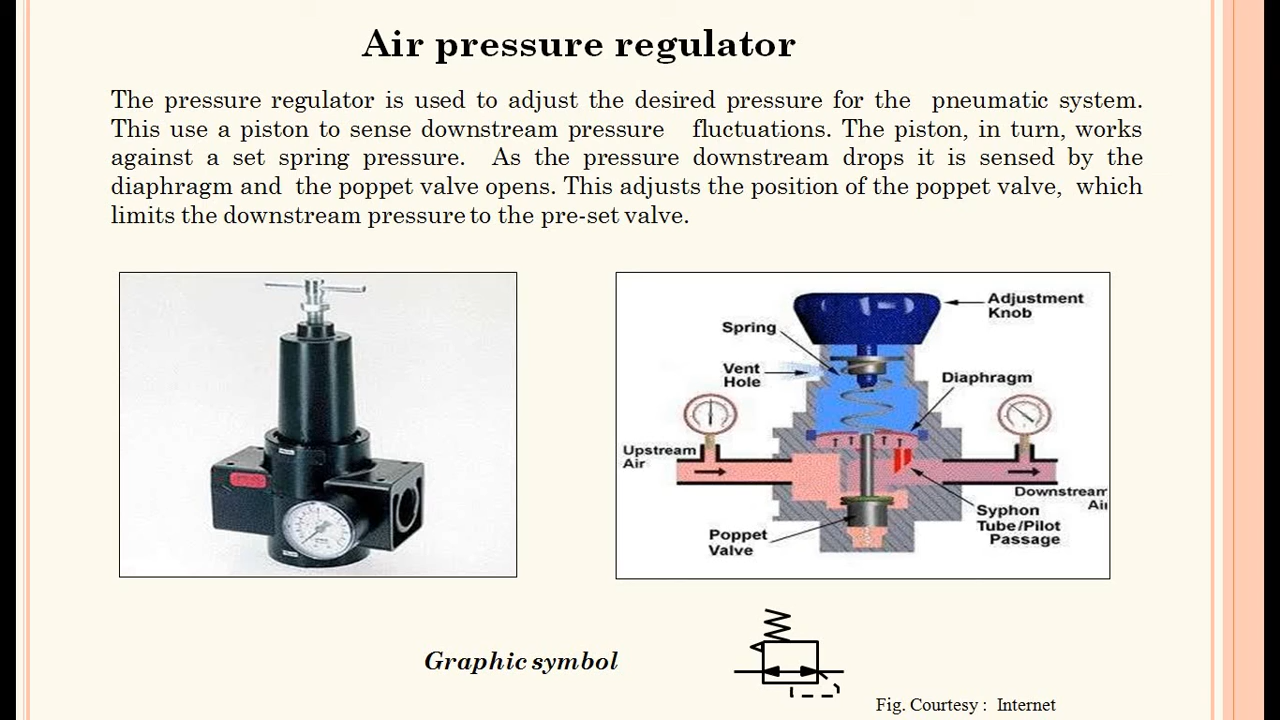 Air pressure regulator
The pressure regulator is used to adjust the desired pressure for the pneumatic system.
This use a piston to sense downstream pressure fluctuations. The piston, in turn, works
against a set spring pressure. As the pressure downstream drops it is sensed by the
diaphragm and the poppet valve opens. This adjusts the position of the poppet valve, which
limits the downstream pressure to the pre-set valve.
Adjustment
Knob
Spring
Vent
Hole
Diaphragm
Upstream
Air
Downstream
Air
Syphon
Tube/Pilot
Passage
Poppet
Valve
Graphic symbol
Fig. Courtesy : Internet